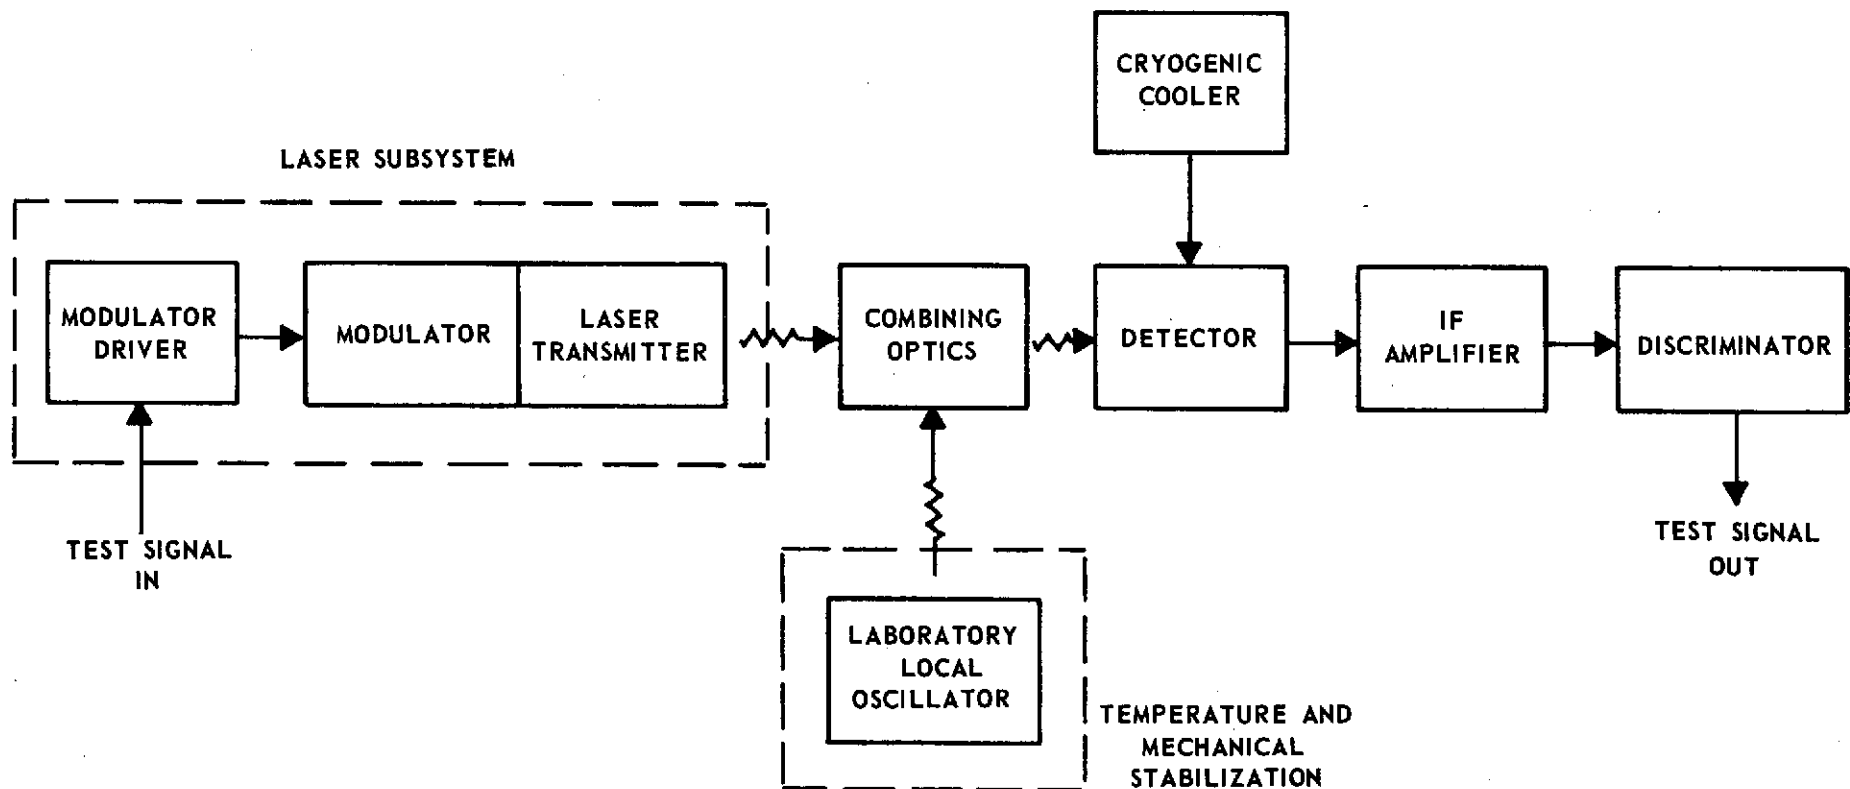 CRYOGENIC
COOLER
LASER SUBSYSTEM
MODULATOR
DRIVER
MODULATOR
LASER
TRANSMITTER
COMBINING
OPTICS
DETECTOR
IF
AMPLIFIER
DISCRIMINATOR
TEST SIGNAL
IN
TEST SIGNAL
OUT
LABORATORY
LOCAL
OSCILLATOR
TEMPERATURE AND
MECHANICAL
STABILIZATION